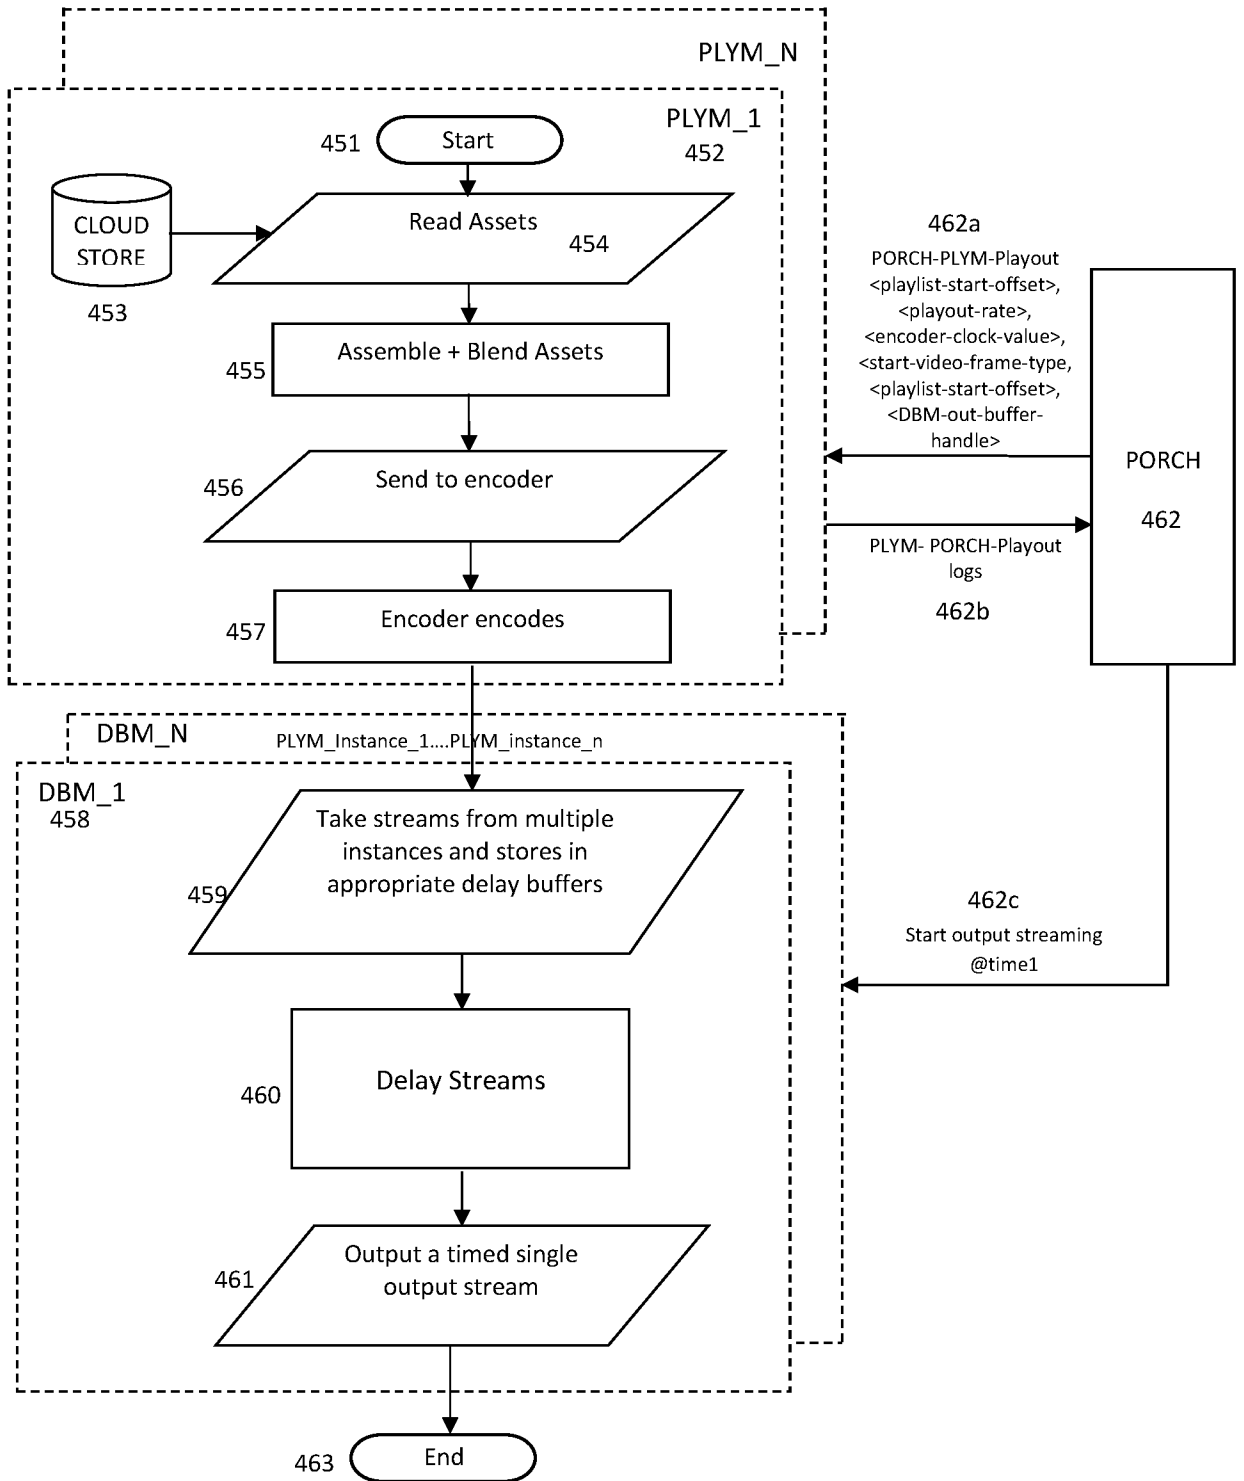 PLYM_N
PLYM_1
452
451
Start
CLOUD
STORE
453
Read Assets
454
455
Assemble + Blend Assets
456
Send to encoder
457
Encoder encodes
462a
PORCH-PLYM-Playout
<playlist-start-offset>,
<playout-rate>,
<encoder-clock-value>,
<start-video-frame-type,
<playlist-start-offset>,
<DBM-out-buffer-
handle>
PORCH
462
PLYM- PORCH-Playout
logs
462b
DBM_N
PLYM_Instance_1....PLYM_instance_n
DBM_1
458
Take streams from multiple
instances and stores in
appropriate delay buffers
459
462c
Start output streaming
@time1
460
Delay Streams
461
Output a timed single
output stream
463
End